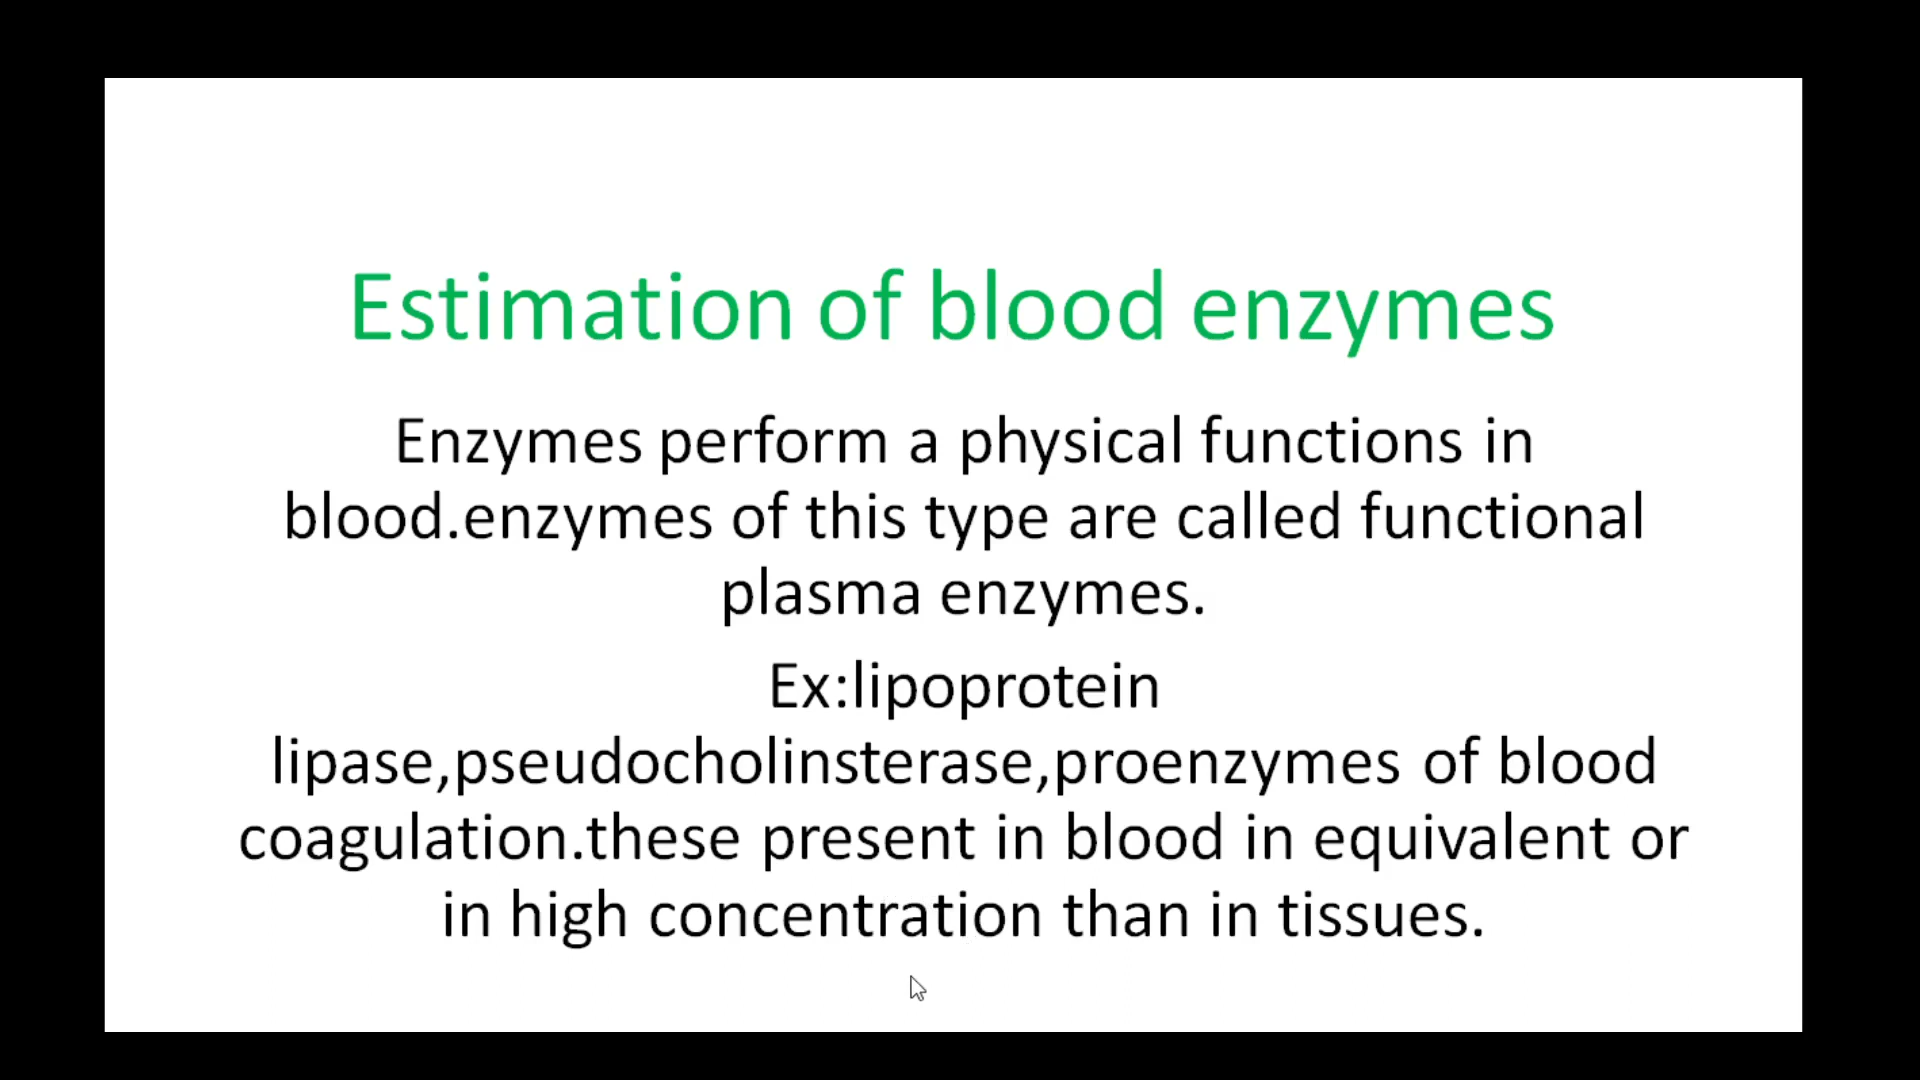 Estimation of blood enzymes
Enzymes perform a physical functions in
blood.enzymes of this type are called functional
plasma enzymes.
Ex:lipoprotein
lipase,pseudocholinsterase,proenzymes of blood
coagulation.these present in blood in equivalent or
in high concentration than in tissues.